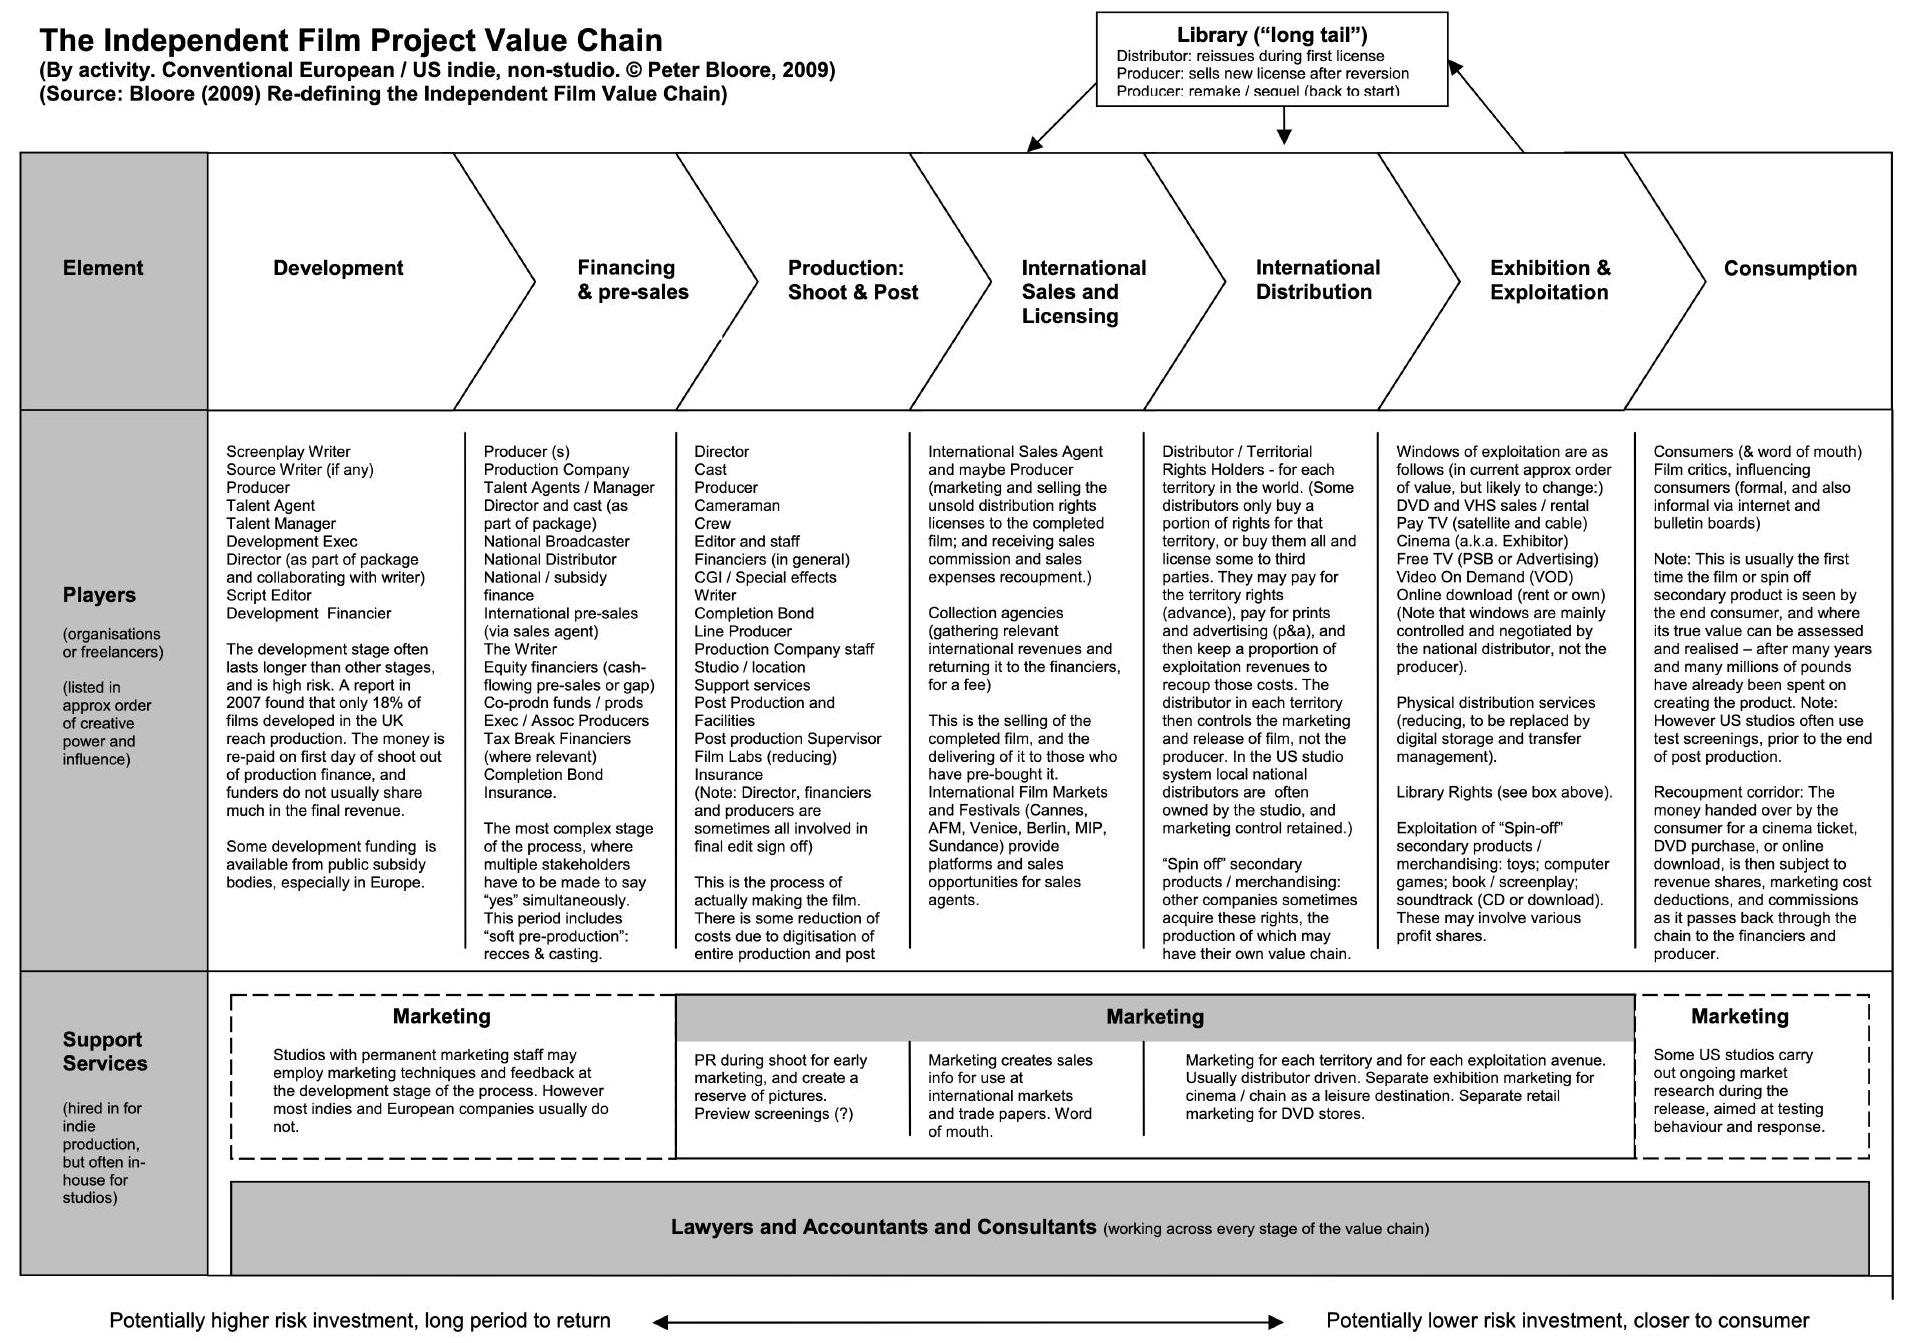 The Independent Film Project Value Chain
(By activity. Conventional European / US indie, non-studio. © Peter Bloore, 2009)
(Source: Bloore (2009) Re-defining the Independent Film Value Chain)
Library (“long tail”)
Distributor: reissues during first license
Producer: sells new license after reversion
Producer: remake / sequel (back to start)
Element
Development
Financing
& pre-sales
Production:
Shoot & Post
International
Sales and
Licensing
International
Distribution
Exhibition &
Exploitation
Consumption
Players
(organisations
or freelancers)
(listed in
approx order
of creative
power and
influence)
Screenplay Writer
Source Writer (if any)
Producer
Talent Agent
Talent Manager
Development Exec
Director (as part of package
and collaborating with writer)
Script Editor
Development Financier
The development stage often
lasts longer than other stages,
and is high risk. A report in
2007 found that only 18% of
films developed in the UK
reach production. The money is
re-paid on first day of shoot out
of production finance, and
funders do not usually share
much in the final revenue.
Some development funding is
available from public subsidy
bodies, especially in Europe.
Producer (s)
Production Company
Talent Agents / Manager
Director and cast (as
part of package)
National Broadcaster
National Distributor
National / subsidy
finance
International pre-sales
(via sales agent)
The Writer
Equity financiers (cash-
flowing pre-sales or gap)
Co-prodn funds / prods
Exec / Assoc Producers
Tax Break Financiers
(where relevant)
Completion Bond
Insurance.
The most complex stage
of the process, where
multiple stakeholders
have to be made to say
“yes” simultaneously.
This period includes
“soft pre-production”:
recces & casting.
Director
Cast
Producer
Cameraman
Crew
Editor and staff
Financiers (in general)
CGI / Special effects
Writer
Completion Bond
Line Producer
Production Company staff
Studio / location
Support services
Post Production and
Facilities
Post production Supervisor
Film Labs (reducing)
Insurance
(Note: Director, financiers
and producers are
sometimes all involved in
final edit sign off)
This is the process of
actually making the film.
There is some reduction of
costs due to digitisation of
entire production and post
International Sales Agent
and maybe Producer
(marketing and selling the
unsold distribution rights
licenses to the completed
film; and receiving sales
commission and sales
expenses recoupment.)
Collection agencies
(gathering relevant
international revenues and
returning it to the financiers,
for a fee)
This is the selling of the
completed film, and the
delivering of it to those who
have pre-bought it.
International Film Markets
and Festivals (Cannes,
AFM, Venice, Berlin, MIP,
Sundance) provide
platforms and sales
opportunities for sales
agents.
Distributor / Territorial
Rights Holders - for each
territory in the world. (Some
distributors only buy a
portion of rights for that
territory, or buy them all and
license some to third
parties. They may pay for
the territory rights
(advance), pay for prints
and advertising (p&a), and
then keep a proportion of
exploitation revenues to
recoup those costs. The
distributor in each territory
then controls the marketing
and release of film, not the
producer. In the US studio
system local national
distributors are often
owned by the studio, and
marketing control retained.)
“Spin off” secondary
products / merchandising:
other companies sometimes
acquire these rights, the
production of which may
have their own value chain.
Windows of exploitation are as
follows (in current approx order
of value, but likely to change:)
DVD and VHS sales / rental
Pay TV (satellite and cable)
Cinema (a.k.a. Exhibitor)
Free TV (PSB or Advertising)
Video On Demand (VOD)
Online download (rent or own)
(Note that windows are mainly
controlled and negotiated by
the national distributor, not the
producer).
Physical distribution services
(reducing, to be replaced by
digital storage and transfer
management).
Library Rights (see box above).
Exploitation of “Spin-off”
secondary products /
merchandising: toys; computer
games; book / screenplay;
soundtrack (CD or download).
These may involve various
profit shares.
Consumers (& word of mouth)
Film critics, influencing
consumers (formal, and also
informal via internet and
bulletin boards)
Note: This is usually the first
time the film or spin off
secondary product is seen by
the end consumer, and where
its true value can be assessed
and realised – after many years
and many millions of pounds
have already been spent on
creating the product. Note:
However US studios often use
test screenings, prior to the end
of post production.
Recoupment corridor: The
money handed over by the
consumer for a cinema ticket,
DVD purchase, or online
download, is then subject to
revenue shares, marketing cost
deductions, and commissions
as it passes back through the
chain to the financiers and
producer.
Support
Services
(hired in for
indie
production,
but often in-
house for
studios)
Marketing
Studios with permanent marketing staff may
employ marketing techniques and feedback at
the development stage of the process. However
most indies and European companies usually do
not.
Marketing
PR during shoot for early
marketing, and create a
reserve of pictures.
Preview screenings (?)
Marketing creates sales
info for use at
international markets
and trade papers. Word
of mouth.
Marketing for each territory and for each exploitation avenue.
Usually distributor driven. Separate exhibition marketing for
cinema / chain as a leisure destination. Separate retail
marketing for DVD stores.
Marketing
Some US studios carry
out ongoing market
research during the
release, aimed at testing
behaviour and response.
Lawyers and Accountants and Consultants (working across every stage of the value chain)
Potentially higher risk investment, long period to return
Potentially lower risk investment, closer to consumer